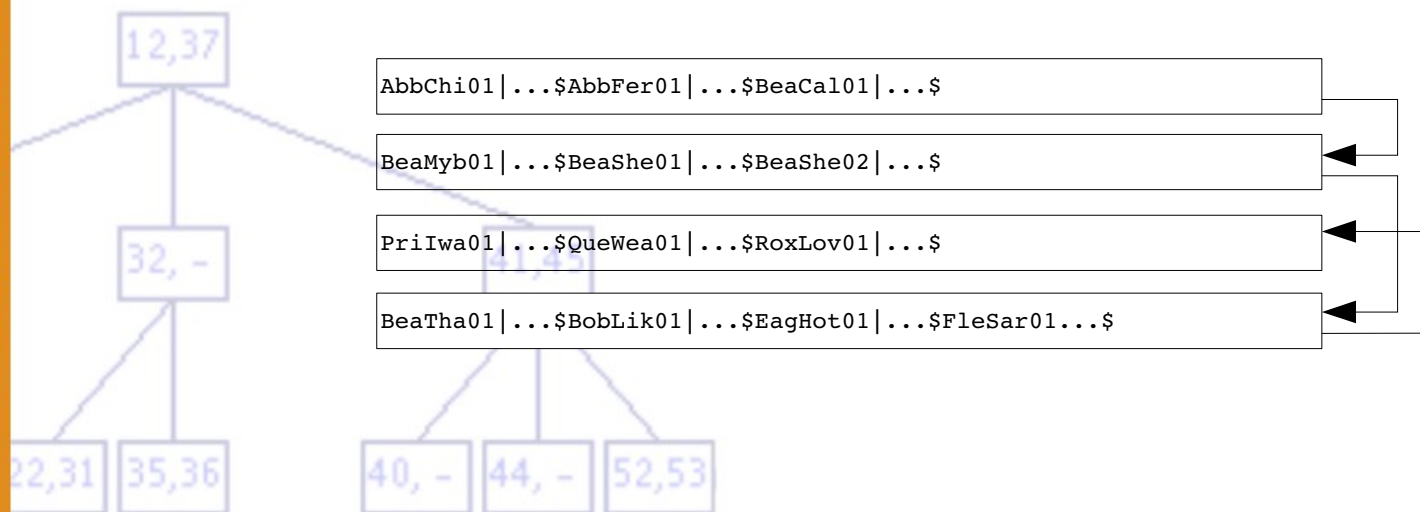 12,37
AbbChi01|...$AbbFer01|...$BeaCal01|...$
BeaMyb01|...$BeaShe01|...$BeaShe02|...$
PriIwa01|...$QueWea01|...$RoxLov01|...$
32, -
41,45
BeaTha01|...$BobLik01|...$EagHot01|...$FleSar01...$
22,31
35,36
40, -
44, -
52,53